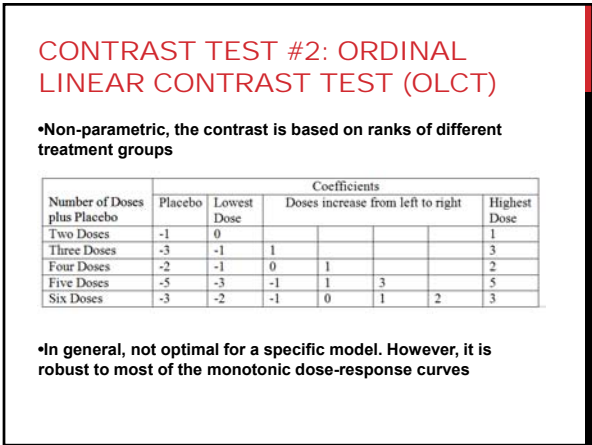 CONTRAST TEST #2: ORDINAL
LINEAR CONTRAST TEST (OLCT)
•Non-parametric, the contrast is based on ranks of different
treatment groups
Coefficients
Number of Doses plus Placebo | Placebo | Lowest Dose | Doses increase from left to right | Highest Dose
Two Doses | -1 | 0 | | | | | 1
Three Doses | -3 | -1 | 1 | | | | 3
Four Doses | -2 | -1 | 0 | 1 | | | 2
Five Doses | -5 | -3 | -1 | 1 | 3 | | 5
Six Doses | -3 | -2 | -1 | 0 | 1 | 2 | 3
•In general, not optimal for a specific model. However, it is
robust to most of the monotonic dose-response curves